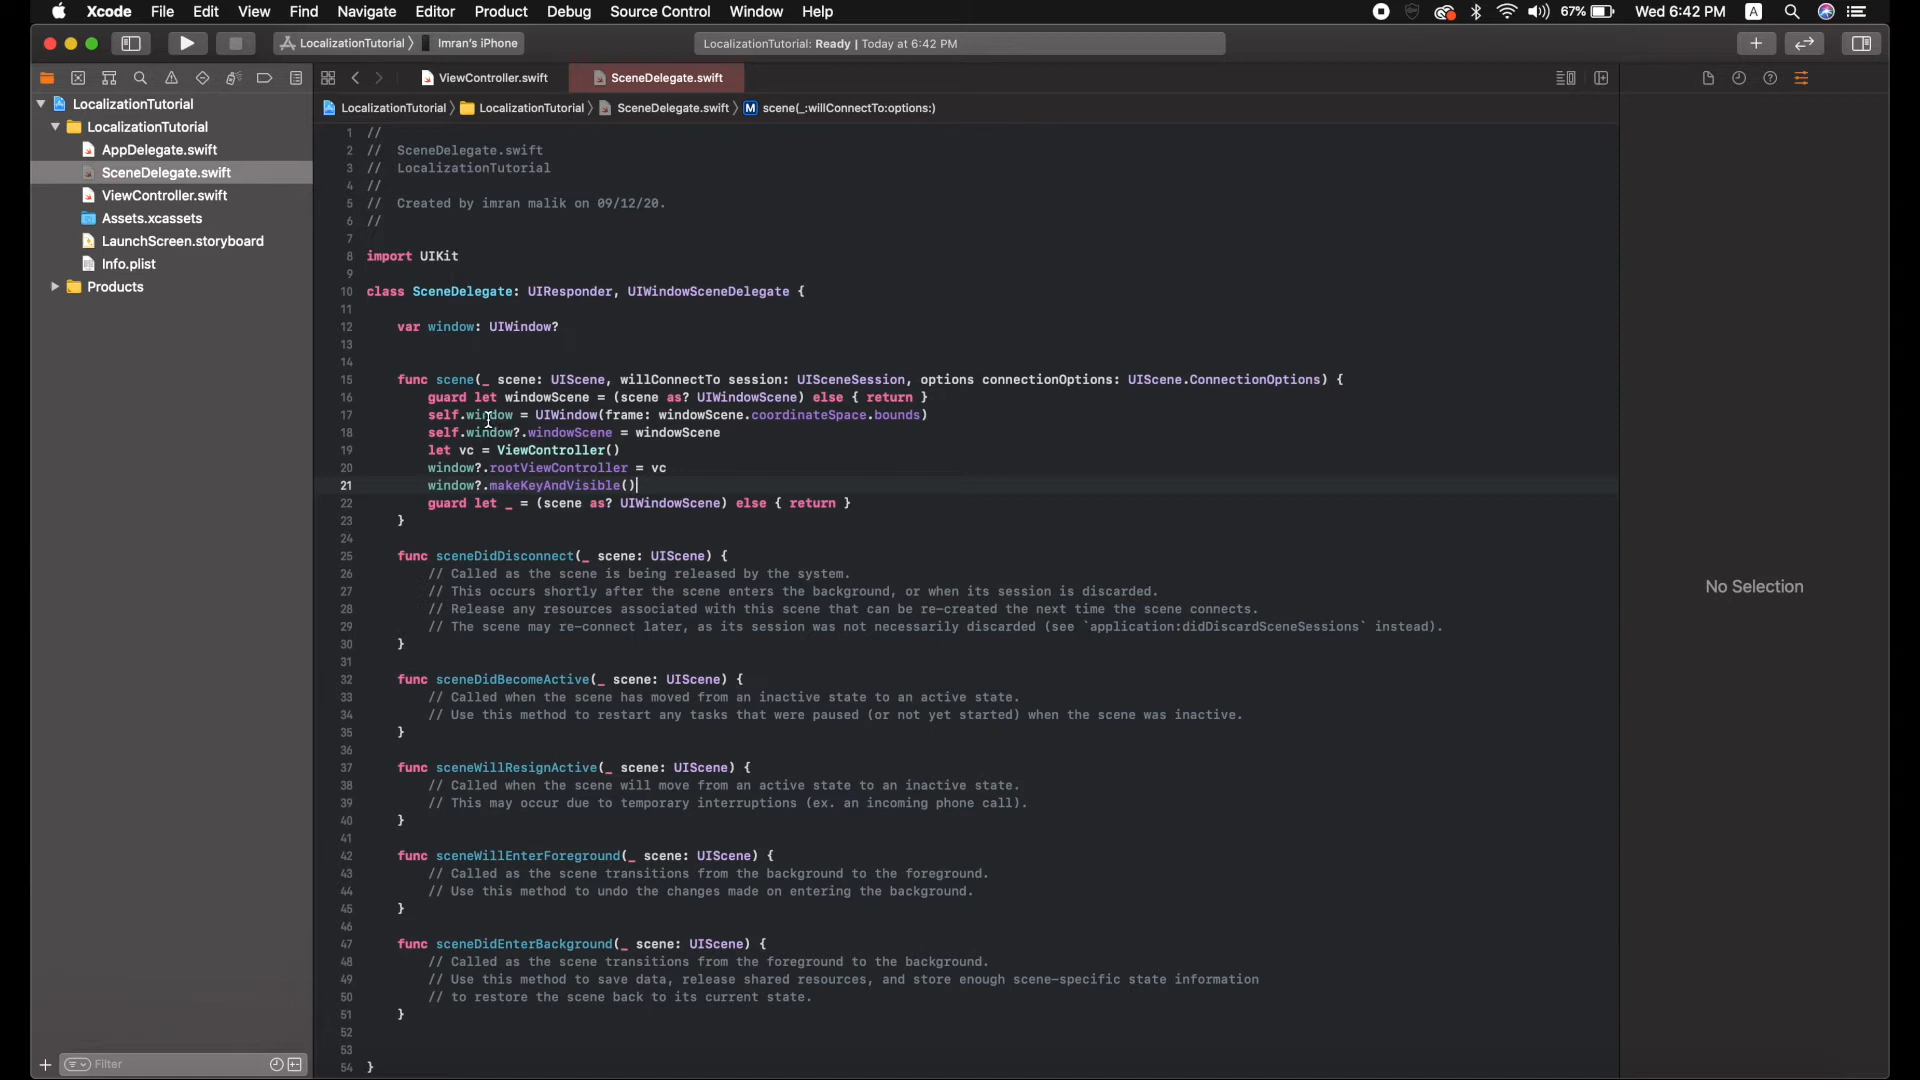 Xcode File Edit View Find Navigate Editor Product Debug Source Control Window Help 67% Wed 6:42 PM A
LocalizationTutorial Imran's iPhone LocalizationTutorial: Ready | Today at 6:42 PM
ViewController.swift SceneDelegate.swift
LocalizationTutorial LocalizationTutorial SceneDelegate.swift M scene(_:willConnectTo:options:)
LocalizationTutorial
LocalizationTutorial
AppDelegate.swift
SceneDelegate.swift
ViewController.swift
Assets.xcassets
LaunchScreen.storyboard
Info.plist
Products
Filter
1 //
2 // SceneDelegate.swift
3 // LocalizationTutorial
4 //
5 // Created by imran malik on 09/12/20.
6 //
7
8 import UIKit
9
10 class SceneDelegate: UIResponder, UIWindowSceneDelegate {
11
12 var window: UIWindow?
13
14
15 func scene(_ scene: UIScene, willConnectTo session: UISceneSession, options connectionOptions: UIScene.ConnectionOptions) {
16 guard let windowScene = (scene as? UIWindowScene) else { return }
17 self.window = UIWindow(frame: windowScene.coordinateSpace.bounds)
18 self.window?.windowScene = windowScene
19 let vc = ViewController()
20 window?.rootViewController = vc
21 window?.makeKeyAndVisible()
22 guard let _ = (scene as? UIWindowScene) else { return }
23 }
24
25 func sceneDidDisconnect(_ scene: UIScene) {
26 // Called as the scene is being released by the system.
27 // This occurs shortly after the scene enters the background, or when its session is discarded.
28 // Release any resources associated with this scene that can be re-created the next time the scene connects.
29 // The scene may re-connect later, as its session was not necessarily discarded (see `application:didDiscardSceneSessions` instead).
30 }
31
32 func sceneDidBecomeActive(_ scene: UIScene) {
33 // Called when the scene has moved from an inactive state to an active state.
34 // Use this method to restart any tasks that were paused (or not yet started) when the scene was inactive.
35 }
36
37 func sceneWillResignActive(_ scene: UIScene) {
38 // Called when the scene will move from an active state to an inactive state.
39 // This may occur due to temporary interruptions (ex. an incoming phone call).
40 }
41
42 func sceneWillEnterForeground(_ scene: UIScene) {
43 // Called as the scene transitions from the background to the foreground.
44 // Use this method to undo the changes made on entering the background.
45 }
46
47 func sceneDidEnterBackground(_ scene: UIScene) {
48 // Called as the scene transitions from the foreground to the background.
49 // Use this method to save data, release shared resources, and store enough scene-specific state information
50 // to restore the scene back to its current state.
51 }
52
53
54 }
No Selection